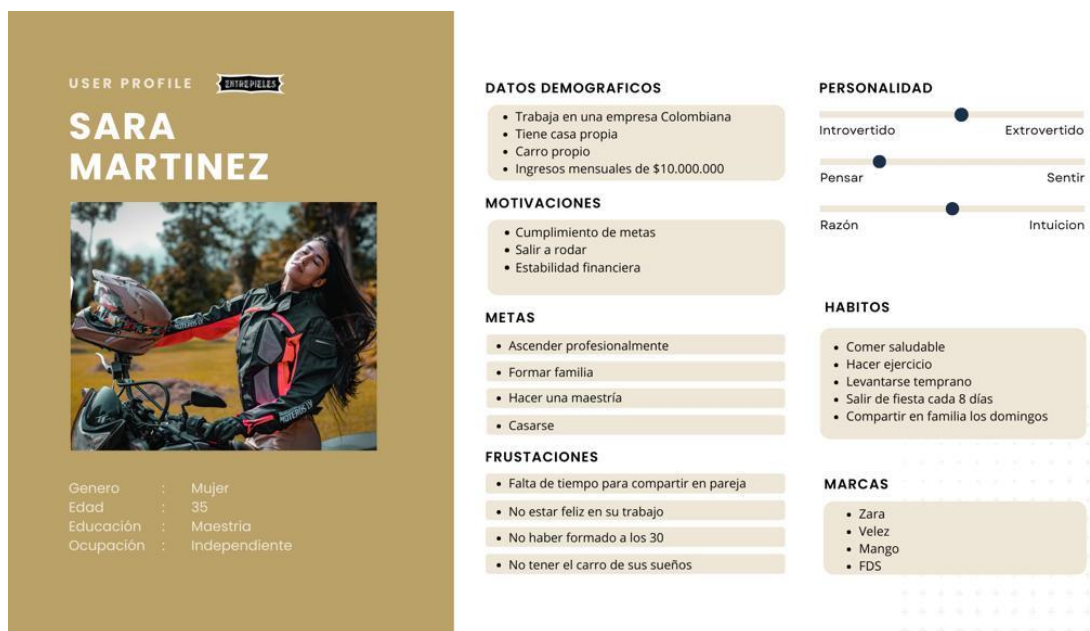 USER PROFILE
ENTREPIELES
SARA
MARTINEZ
Genero : Mujer
Edad : 35
Educación : Maestria
Ocupación : Independiente
DATOS DEMOGRAFICOS
• Trabaja en una empresa Colombiana
• Tiene casa propia
• Carro propio
• Ingresos mensuales de $10.000.000
MOTIVACIONES
• Cumplimiento de metas
• Salir a rodar
• Estabilidad financiera
METAS
• Ascender profesionalmente
• Formar familia
• Hacer una maestría
• Casarse
FRUSTACIONES
• Falta de tiempo para compartir en pareja
• No estar feliz en su trabajo
• No haber formado a los 30
• No tener el carro de sus sueños
PERSONALIDAD
Introvertido Extrovertido
Pensar Sentir
Razón Intuicion
HABITOS
• Comer saludable
• Hacer ejercicio
• Levantarse temprano
• Salir de fiesta cada 8 días
• Compartir en familia los domingos
MARCAS
• Zara
• Velez
• Mango
• FDS